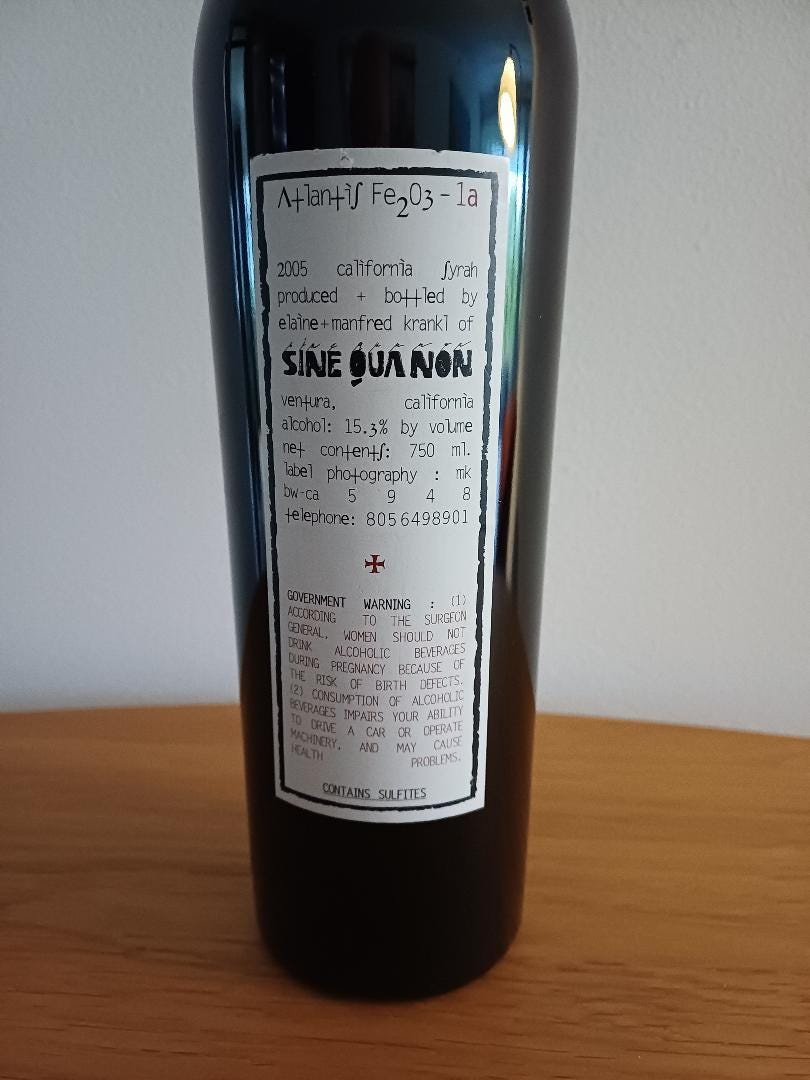 Atlantis Fe2O3 - 1a
2005 california syrah
produced + bottled by
elaine + manfred krankl of
SINE QUA NON
ventura, california
alcohol: 15.3% by volume
net contents: 750 ml.
label photography : mk
bw-ca 5 9 4 8
telephone: 8056498901
GOVERNMENT WARNING : (1)
ACCORDING TO THE SURGEON
GENERAL, WOMEN SHOULD NOT
DRINK ALCOHOLIC BEVERAGES
DURING PREGNANCY BECAUSE OF
THE RISK OF BIRTH DEFECTS.
(2) CONSUMPTION OF ALCOHOLIC
BEVERAGES IMPAIRS YOUR ABILITY
TO DRIVE A CAR OR OPERATE
MACHINERY, AND MAY CAUSE
HEALTH PROBLEMS.
CONTAINS SULFITES